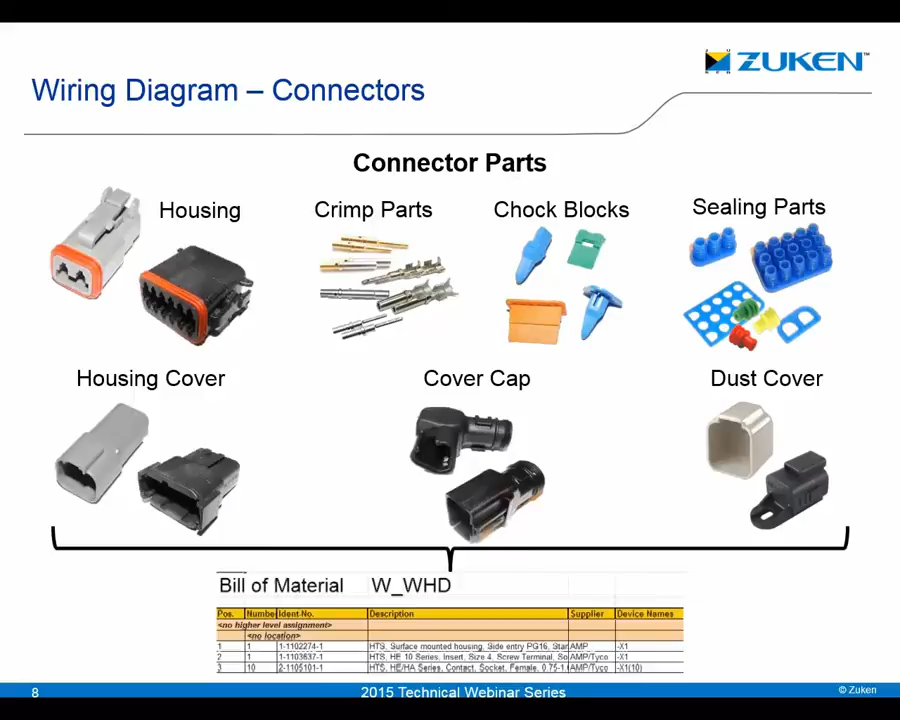 ZUKEN™
Wiring Diagram – Connectors
Connector Parts
Housing
Crimp Parts
Chock Blocks
Sealing Parts
Housing Cover
Cover Cap
Dust Cover
Bill of Material W_WHD
Pos. Numbe Ident-No. Description Supplier Device Names
<no higher level assignment>
<no location>
1 1 1-1102274-1 HTS, Surface mounted housing, Side entry PG16, Stan AMP -X1
2 1 1-1103637-1 HTS, HE 10 Series, Insert, Size 4, Screw Terminal, So AMP/Tyco -X1
3 10 2-1105101-1 HTS, HE/HA Series, Contact, Socket, Female, 0.75-1. AMP/Tyco -X1(10)
8
2015 Technical Webinar Series
© Zuken